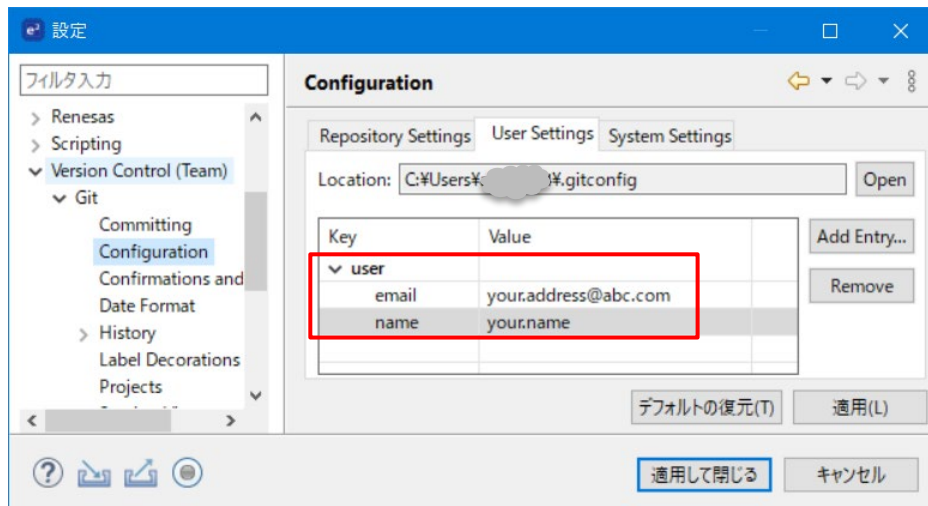 e² 設定
フィルタ入力
Renesas
Scripting
Version Control (Team)
Git
Committing
Configuration
Confirmations and
Date Format
History
Label Decorations
Projects
Configuration
Repository Settings User Settings System Settings
Location: C:¥Users¥ ¥.gitconfig Open
Key Value Add Entry...
user
email your.address@abc.com Remove
name your.name
デフォルトの復元(T) 適用(L)
適用して閉じる キャンセル